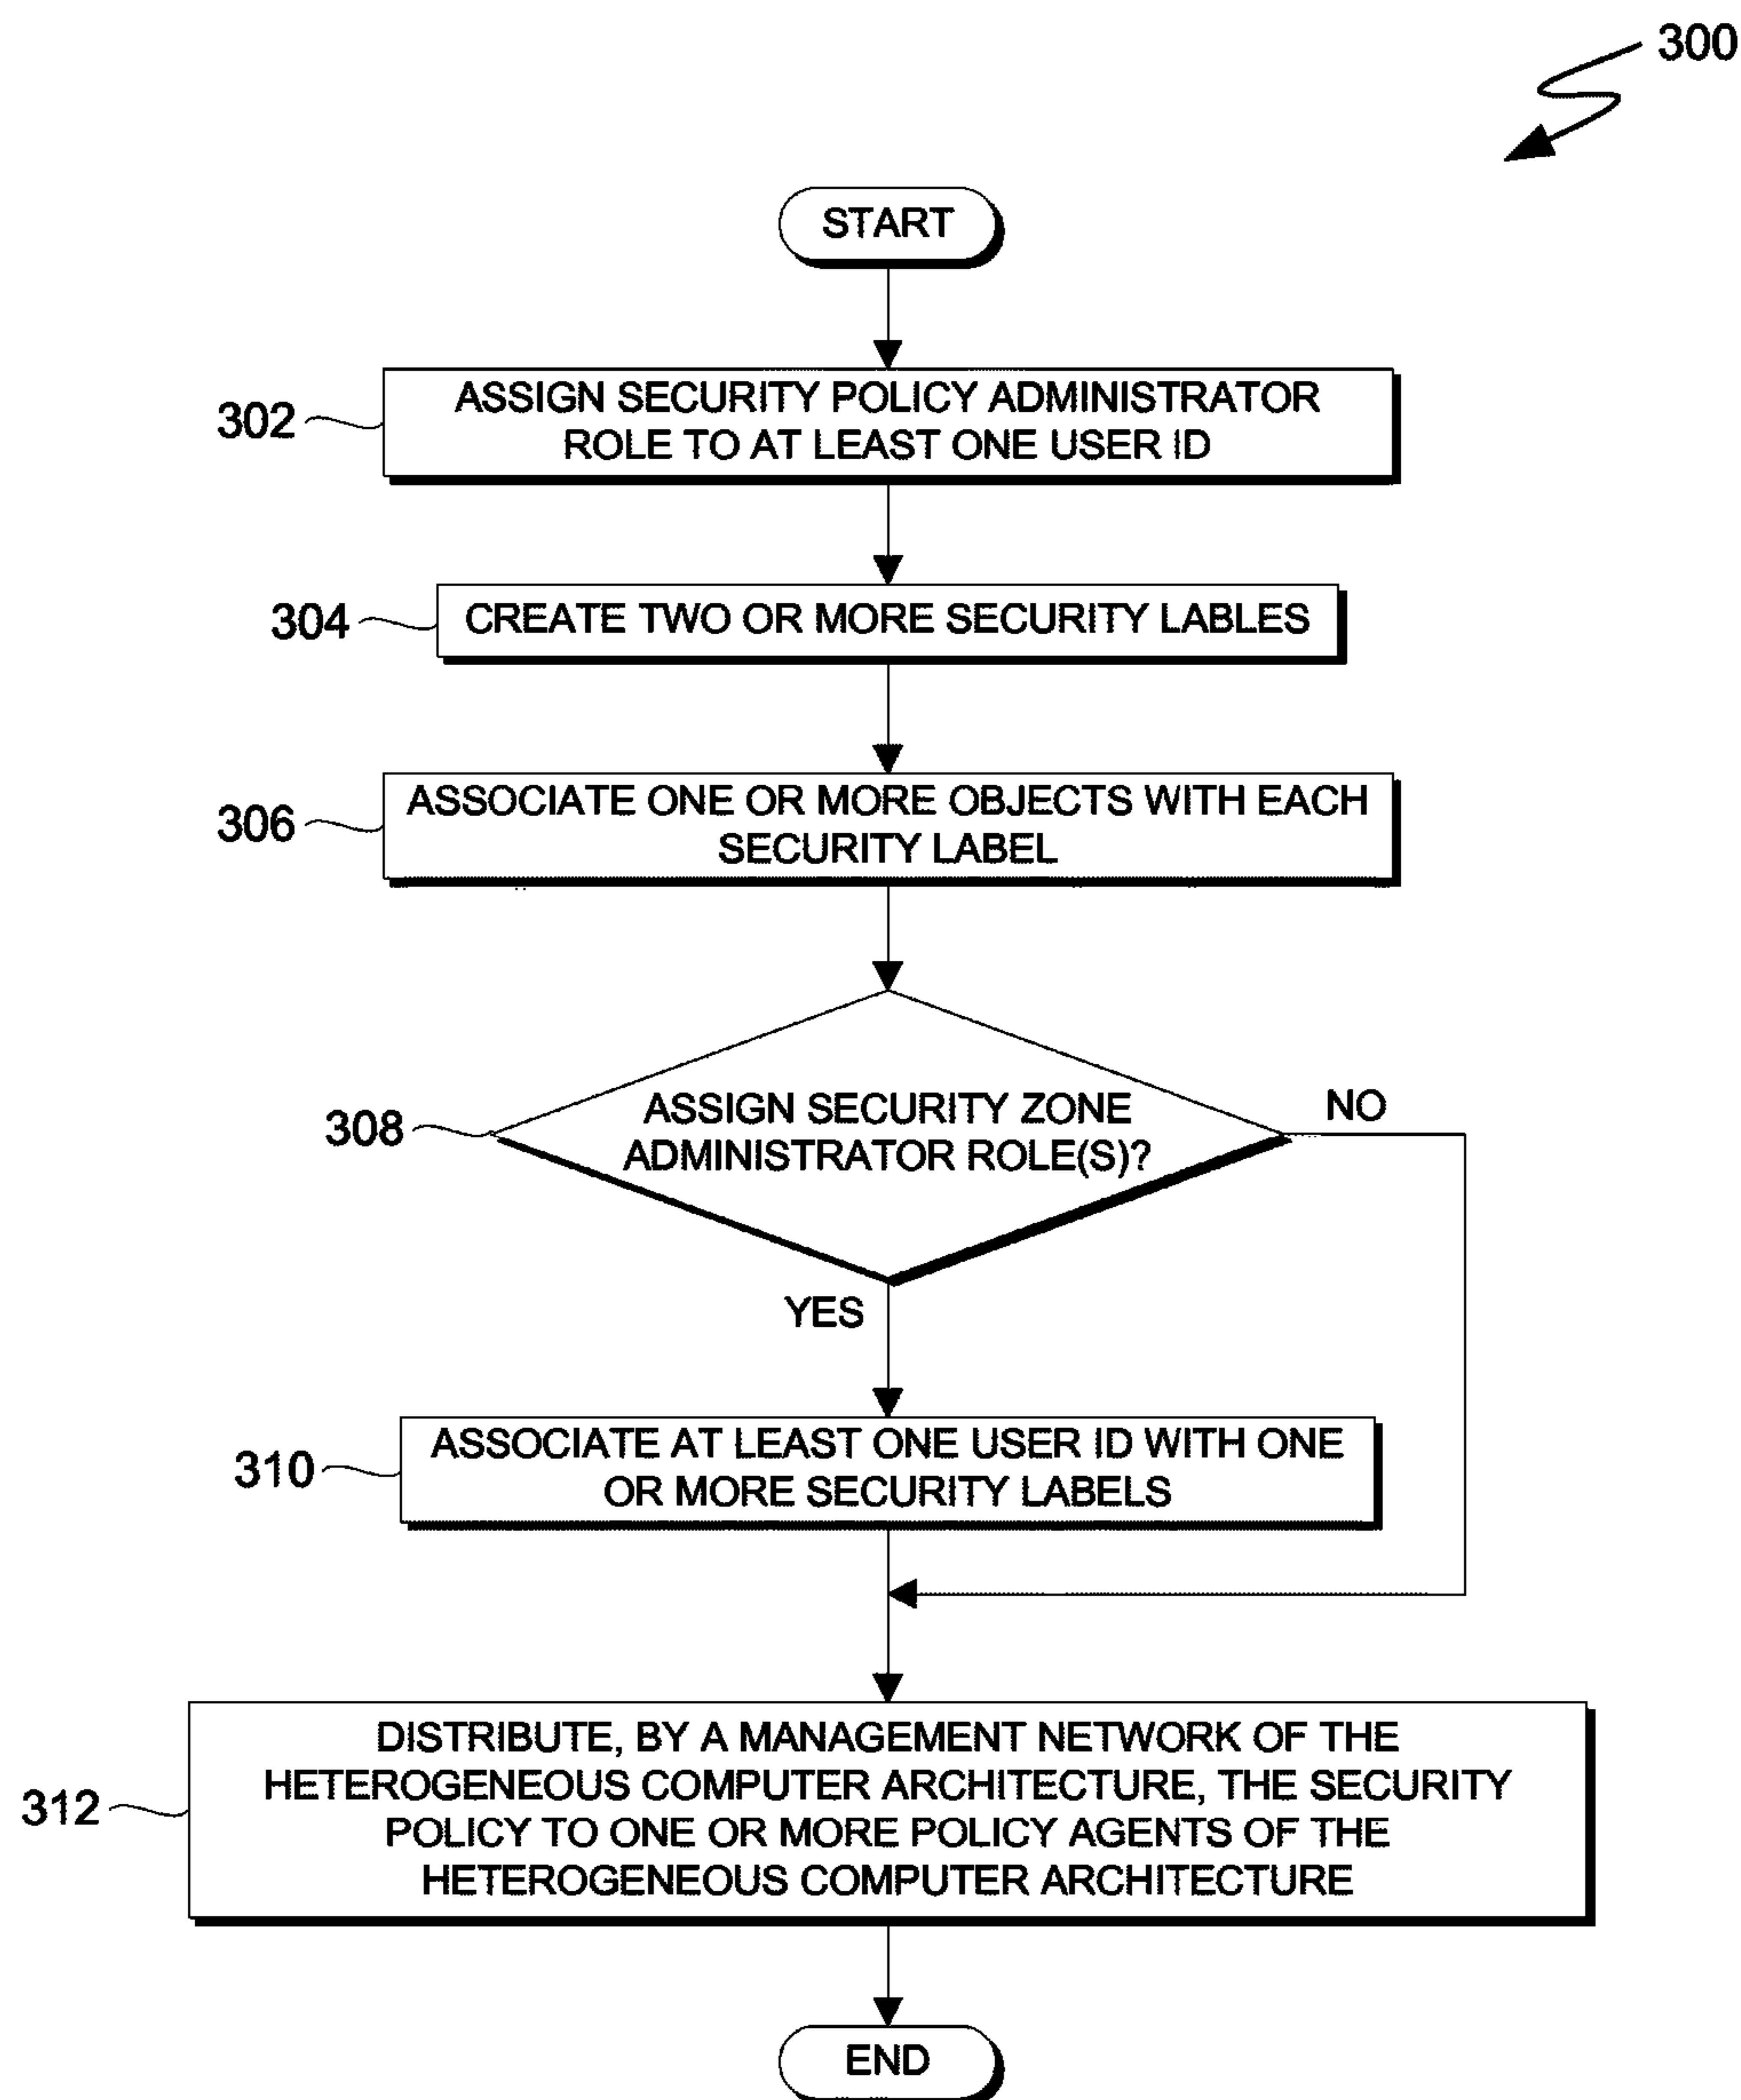 300
START
302
ASSIGN SECURITY POLICY ADMINISTRATOR
ROLE TO AT LEAST ONE USER ID
304
CREATE TWO OR MORE SECURITY LABLES
306
ASSOCIATE ONE OR MORE OBJECTS WITH EACH
SECURITY LABEL
308
ASSIGN SECURITY ZONE
ADMINISTRATOR ROLE(S)?
NO
YES
310
ASSOCIATE AT LEAST ONE USER ID WITH ONE
OR MORE SECURITY LABELS
312
DISTRIBUTE, BY A MANAGEMENT NETWORK OF THE
HETEROGENEOUS COMPUTER ARCHITECTURE, THE SECURITY
POLICY TO ONE OR MORE POLICY AGENTS OF THE
HETEROGENEOUS COMPUTER ARCHITECTURE
END